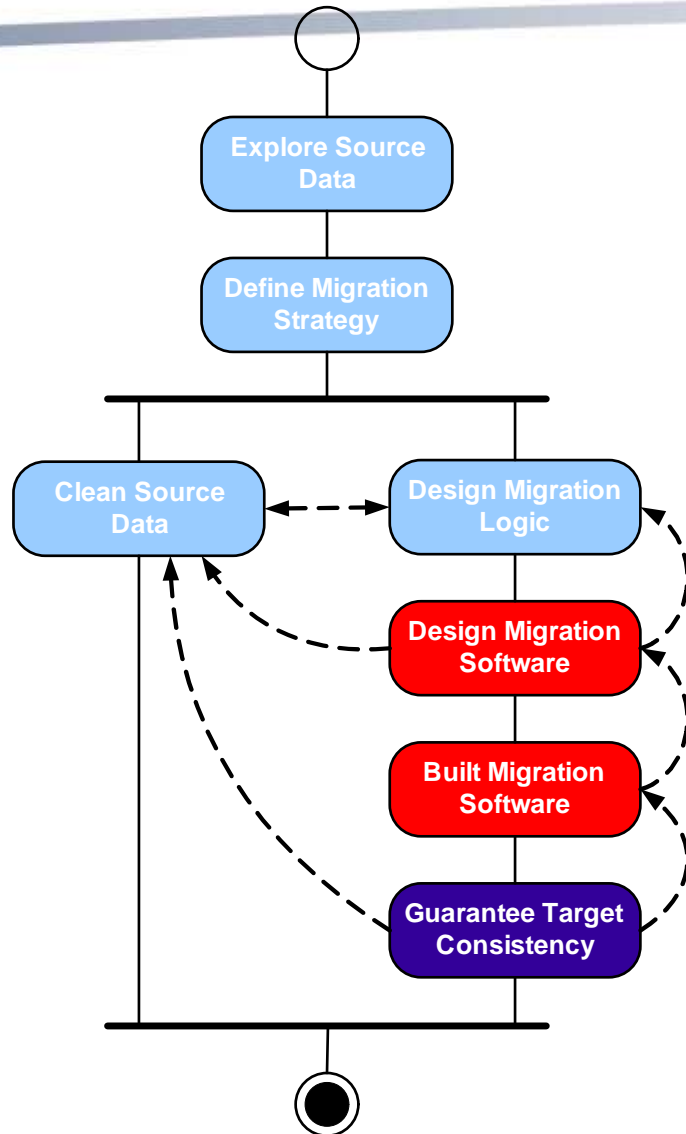 Explore Source
Data
Define Migration
Strategy
Clean Source
Data
Design Migration
Logic
Design Migration
Software
Built Migration
Software
Guarantee Target
Consistency